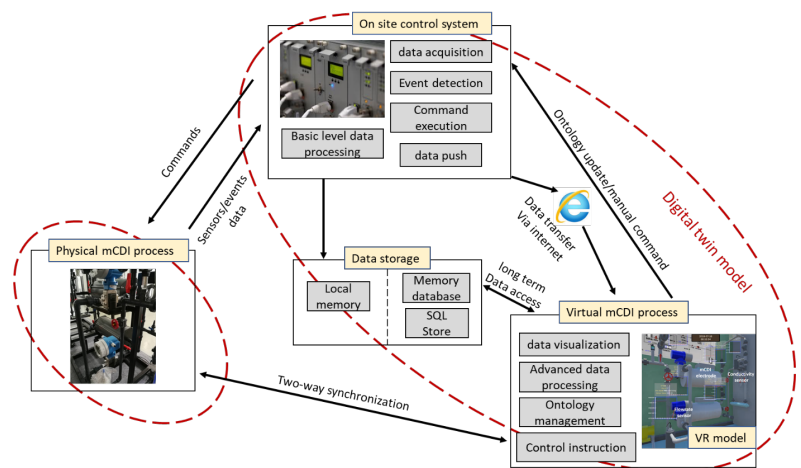 On site control system
data acquisition
Event detection
Command
execution
Basic level data
processing
data push
Commands
Sensors/events
data
Ontology update/manual command
Digital twin model
Data transfer
Via internet
Physical mCDI process
Data storage
Local
memory
Memory
database
SQL
Store
long term
Data access
Virtual mCDI process
data visualization
Advanced data
processing
Ontology
management
Control instruction
mCDI
electrode
Conductivity
sensor
Flowrate
sensor
VR model
Two-way synchronization